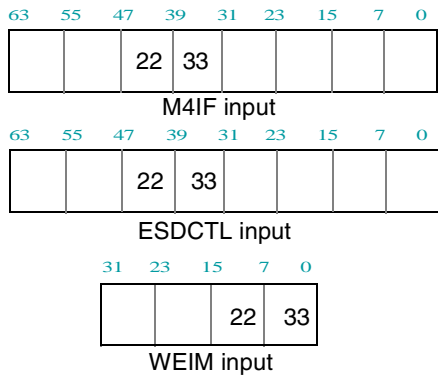 63 55 47 39 31 23 15 7 0
22 33
M4IF input
63 55 47 39 31 23 15 7 0
22 33
ESDCTL input
31 23 15 7 0
22 33
WEIM input